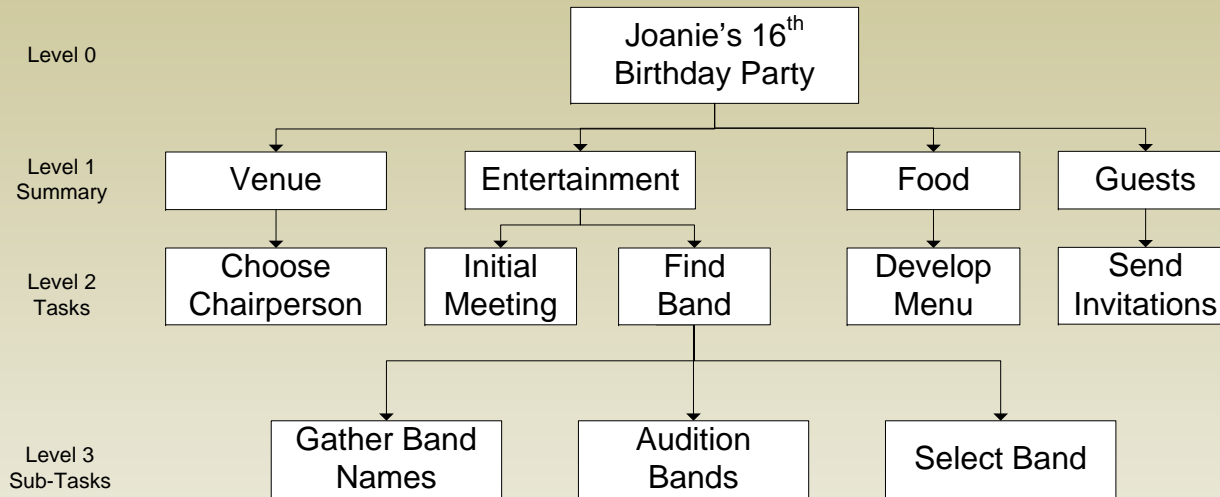 Level 0
Joanie's 16th
Birthday Party
Level 1
Summary
Venue
Entertainment
Food
Guests
Level 2
Tasks
Choose
Chairperson
Initial
Meeting
Find
Band
Develop
Menu
Send
Invitations
Level 3
Sub-Tasks
Gather Band
Names
Audition
Bands
Select Band